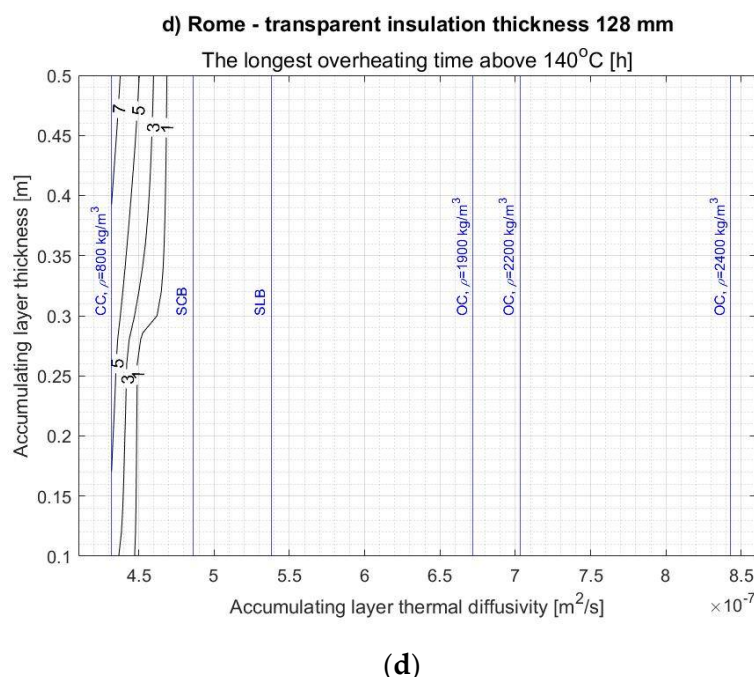 d) Rome - transparent insulation thickness 128 mm
The longest overheating time above 140°C [h]
0.5
0.45
0.4
0.35
0.3
0.25
0.2
0.15
0.1
Accumulating layer thickness [m]
7
5
3
1
5
3
1
CC, ρ=800 kg/m³
SCB
SLB
OC, ρ=1900 kg/m³
OC, ρ=2200 kg/m³
OC, ρ=2400 kg/m³
4.5 5 5.5 6 6.5 7 7.5 8 8.5
×10⁻⁷
Accumulating layer thermal diffusivity [m²/s]
(d)